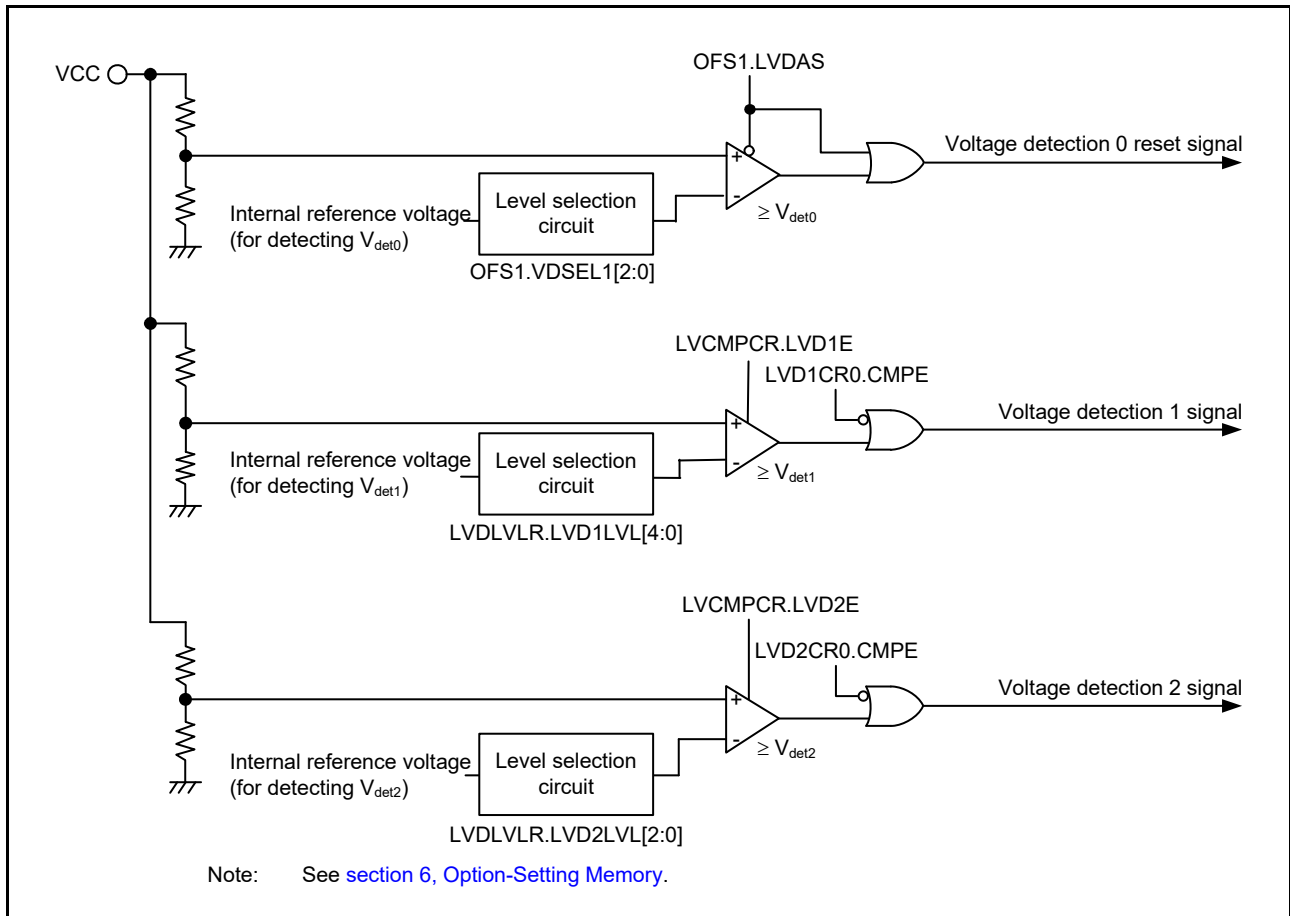 VCC
OFS1.LVDAS
+
-
≥ Vdet0
Voltage detection 0 reset signal
Internal reference voltage
(for detecting Vdet0)
Level selection
circuit
OFS1.VDSEL1[2:0]
LVCMPCR.LVD1E
LVD1CR0.CMPE
+
-
≥ Vdet1
Voltage detection 1 signal
Internal reference voltage
(for detecting Vdet1)
Level selection
circuit
LVDLVLR.LVD1LVL[4:0]
LVCMPCR.LVD2E
LVD2CR0.CMPE
+
-
≥ Vdet2
Voltage detection 2 signal
Internal reference voltage
(for detecting Vdet2)
Level selection
circuit
LVDLVLR.LVD2LVL[2:0]
Note: See section 6, Option-Setting Memory.